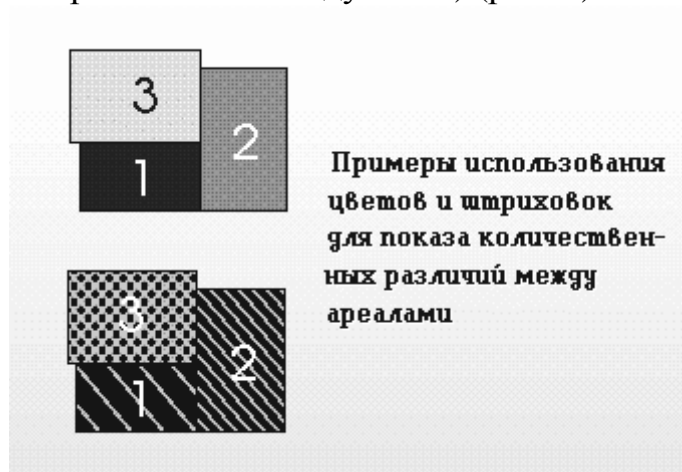 3
2
1
Примеры использования
цветов и штриховок
для показа количествен-
ных различий между
ареалами
3
2
1